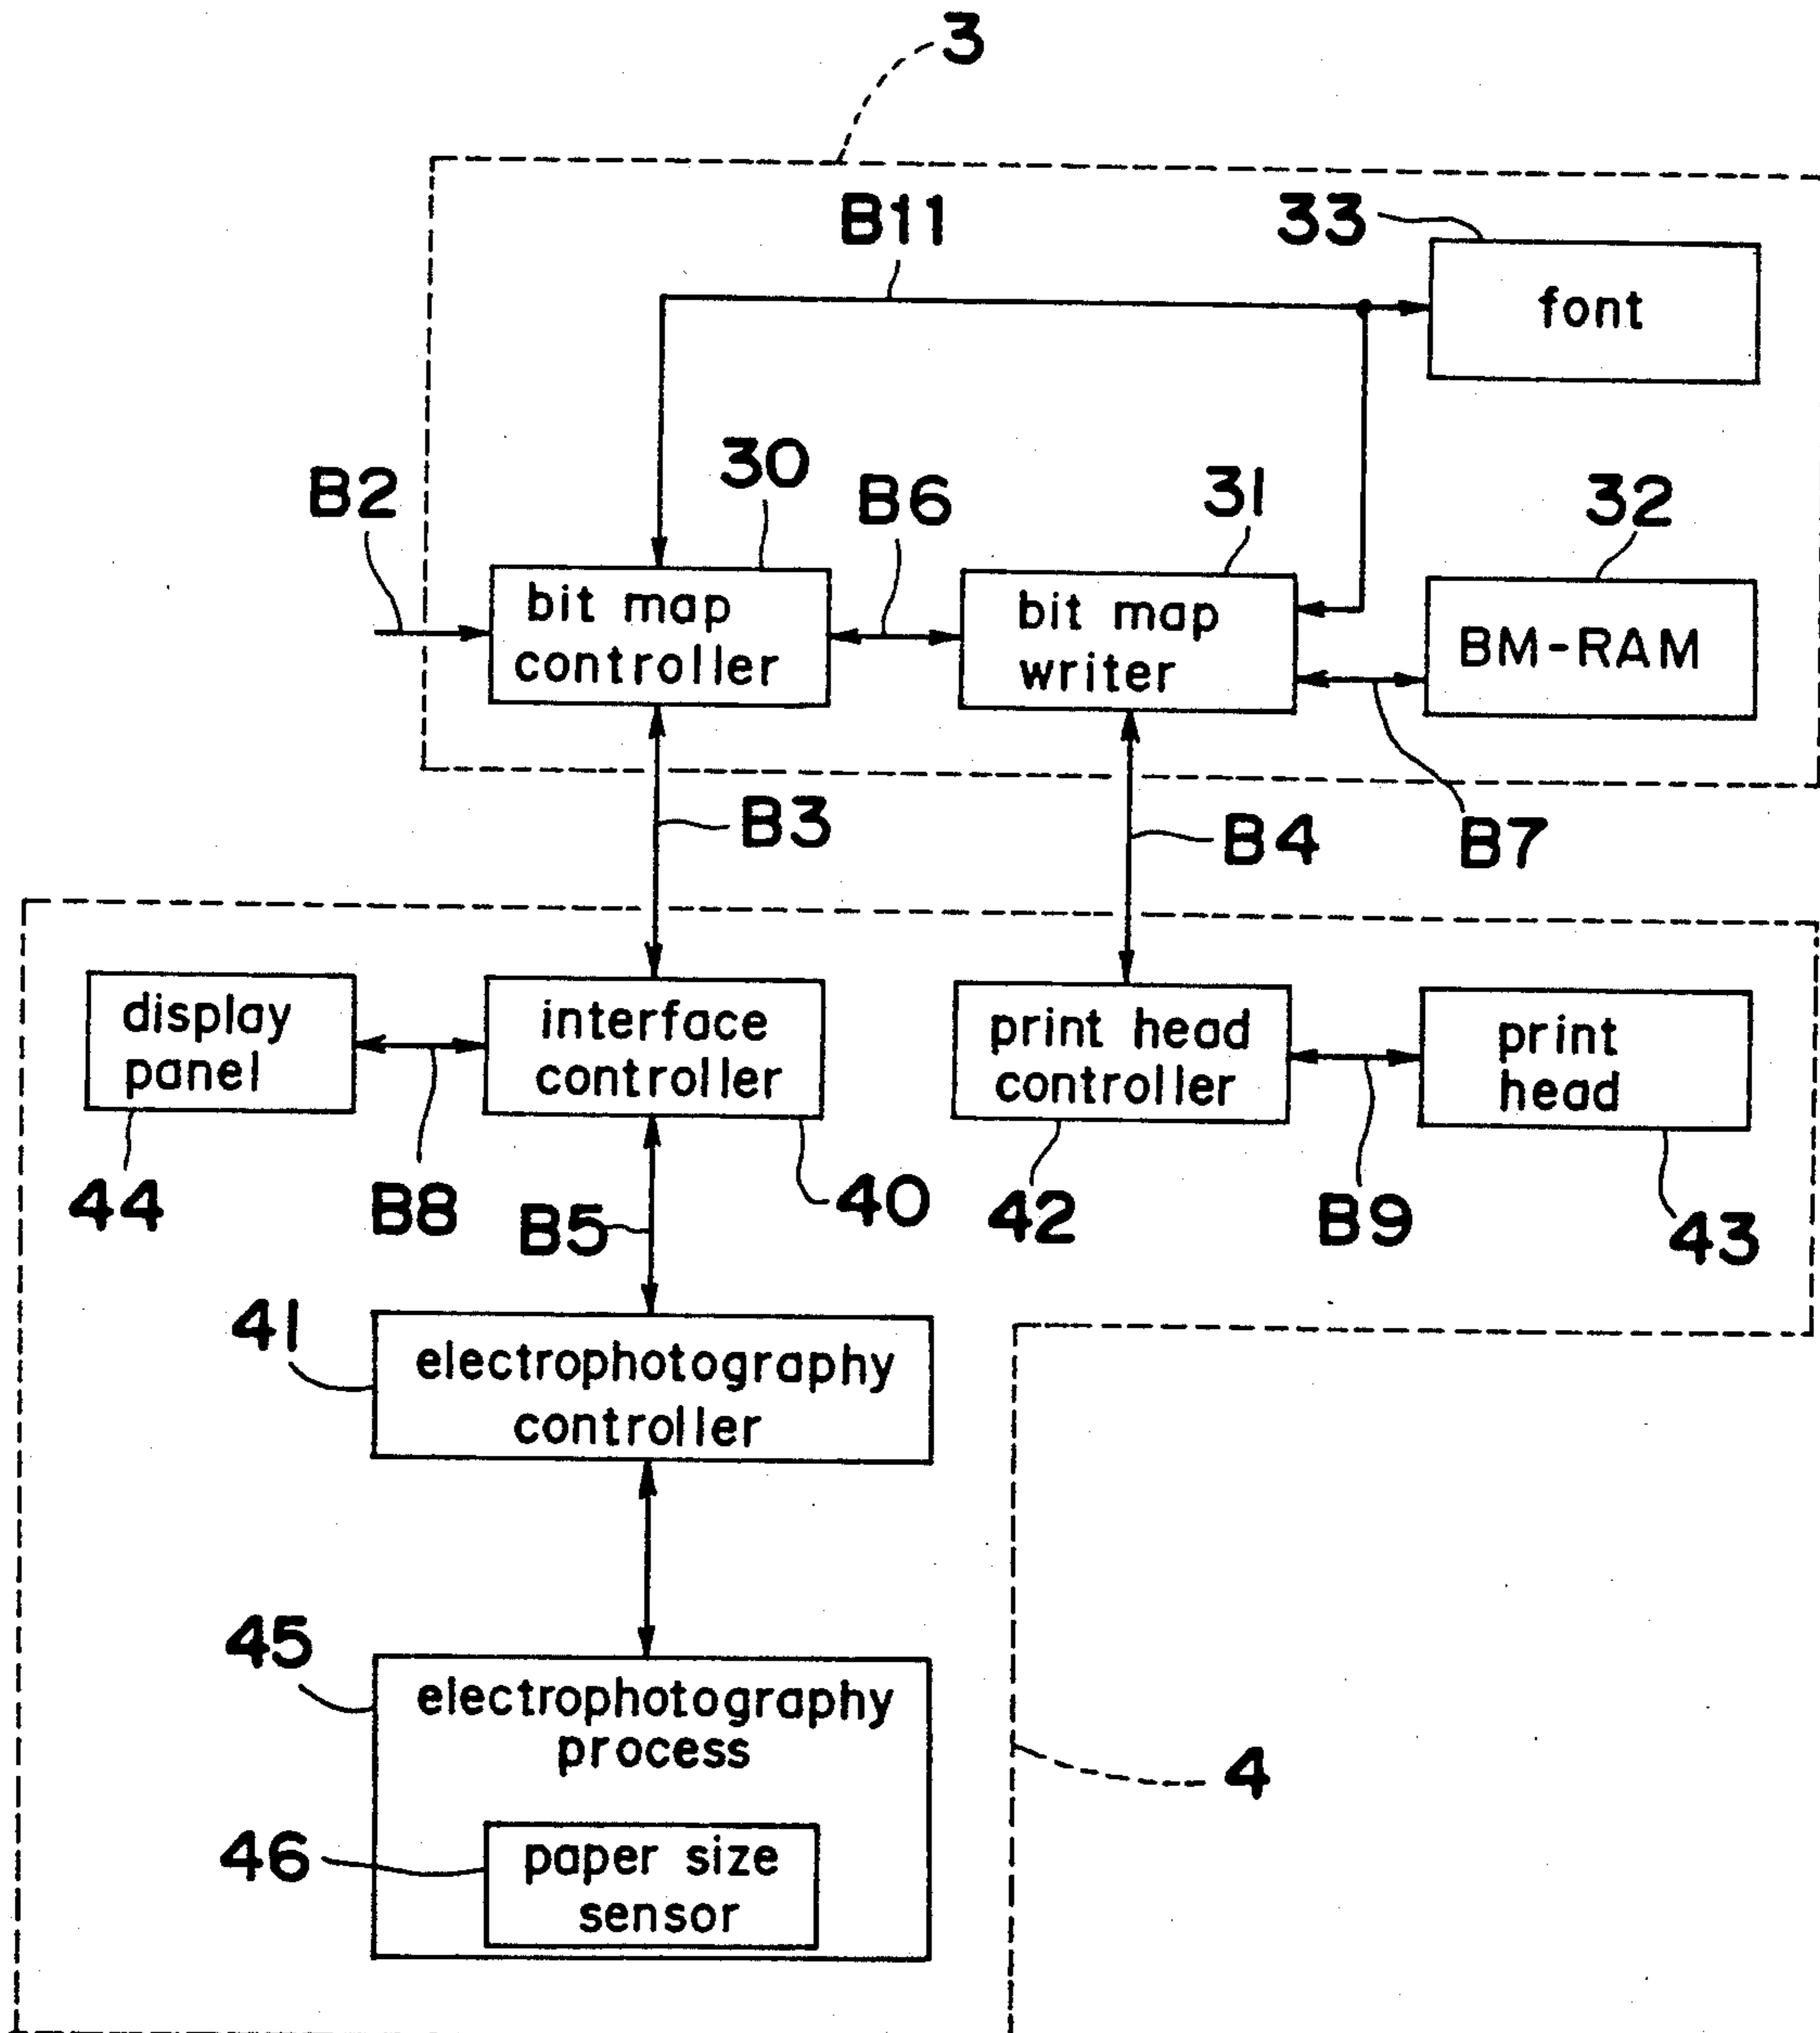 3
B11
33
font
B2
30
B6
31
32
bit map
controller
bit map
writer
BM-RAM
B3
B4
B7
display
panel
interface
controller
print head
controller
print
head
44
B8
B5
40
42
B9
43
41
electrophotography
controller
45
electrophotography
process
4
46
paper size
sensor